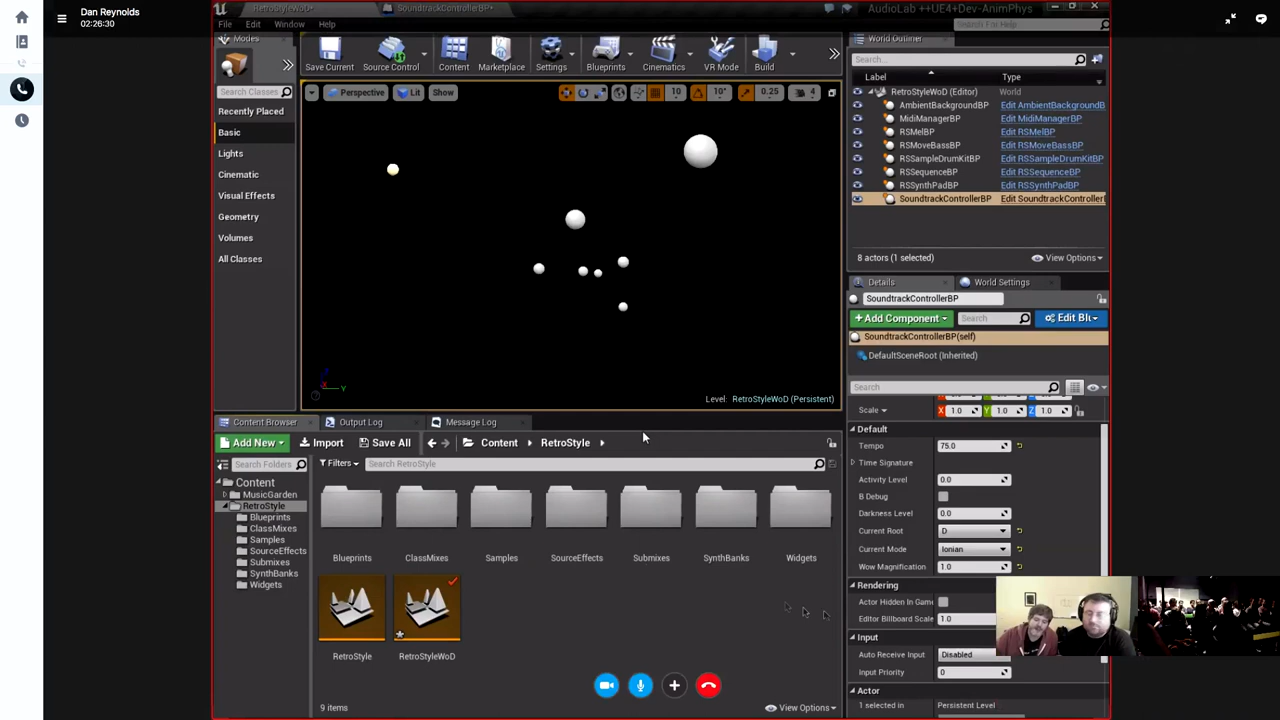 Dan Reynolds
02:26:30
RetroStyleWoD*
SoundtrackControllerBP*
AudioLab ++UE4+Dev-AnimPhys
File Edit Window Help
Search For Help
Modes
Search Classes
Recently Placed
Basic
Lights
Cinematic
Visual Effects
Geometry
Volumes
All Classes
Save Current
Source Control
Content
Marketplace
Settings
Blueprints
Cinematics
VR Mode
Build
Perspective
Lit
Show
10
10°
0.25
4
Y
Level: RetroStyleWoD (Persistent)
World Outliner
Search...
Label Type
RetroStyleWoD (Editor) World
AmbientBackgroundBP Edit AmbientBackgroundB
MidiManagerBP Edit MidiManagerBP
RSMelBP Edit RSMelBP
RSMoveBassBP Edit RSMoveBassBP
RSSampleDrumKitBP Edit RSSampleDrumKitBP
RSSequenceBP Edit RSSequenceBP
RSSynthPadBP Edit RSSynthPadBP
SoundtrackControllerBP Edit SoundtrackControllerB
8 actors (1 selected)
View Options
Details
World Settings
SoundtrackControllerBP
+Add Component
Search
Edit Blu
SoundtrackControllerBP(self)
DefaultSceneRoot (Inherited)
Search
Scale X 1.0 Y 1.0 Z 1.0
Default
Tempo 75.0
Time Signature
Activity Level 0.0
B Debug
Darkness Level 0.0
Current Root D
Current Mode Ionian
Wow Magnification 1.0
Rendering
Actor Hidden In Game
Editor Billboard Scale 1.0
Input
Auto Receive Input Disabled
Input Priority 0
Actor
1 selected in Persistent Level
Content Browser
Output Log
Message Log
Add New
Import
Save All
Content
RetroStyle
Search Folders
Filters
Search RetroStyle
Content
MusicGarden
RetroStyle
Blueprints
ClassMixes
Samples
SourceEffects
Submixes
SynthBanks
Widgets
Blueprints
ClassMixes
Samples
SourceEffects
Submixes
SynthBanks
Widgets
RetroStyle
RetroStyleWoD
9 items
View Options